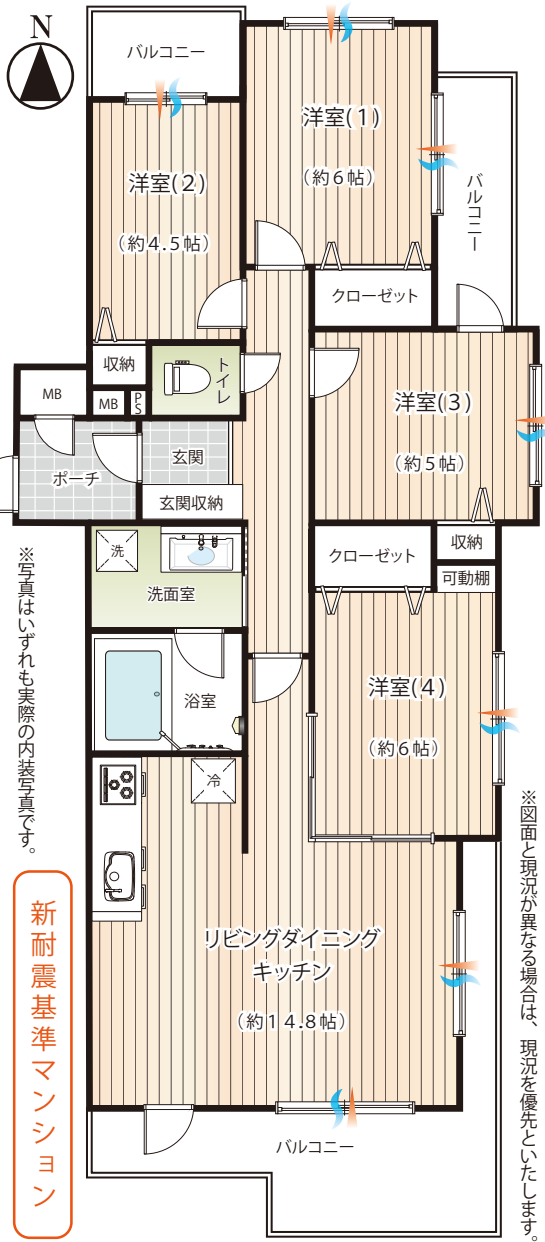 N
バルコニー
洋室(1)
(約6帖)
洋室(2)
(約4.5帖)
バルコニー
クローゼット
収納
トイレ
MB
MB
PS
洋室(3)
(約5帖)
ポーチ
玄関
玄関収納
クローゼット
収納
可動棚
洗
洗面室
浴室
洋室(4)
(約6帖)
冷
リビングダイニング
キッチン
(約14.8帖)
バルコニー
※写真はいずれも実際の内装写真です。
新耐震基準マンション
※図面と現況が異なる場合は、現況を優先といたします。